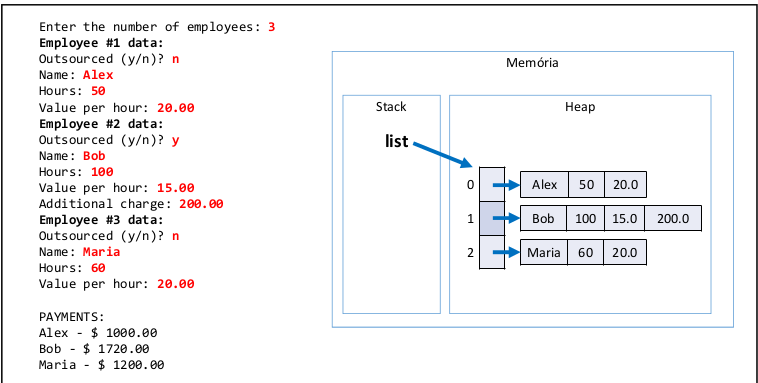 Enter the number of employees: 3
Employee #1 data:
Outsourced (y/n)? n
Name: Alex
Hours: 50
Value per hour: 20.00
Employee #2 data:
Outsourced (y/n)? y
Name: Bob
Hours: 100
Value per hour: 15.00
Additional charge: 200.00
Employee #3 data:
Outsourced (y/n)? n
Name: Maria
Hours: 60
Value per hour: 20.00
PAYMENTS:
Alex - $ 1000.00
Bob - $ 1720.00
Maria - $ 1200.00
Memória
Stack
list
Heap
0 Alex 50 20.0
1 Bob 100 15.0 200.0
2 Maria 60 20.0